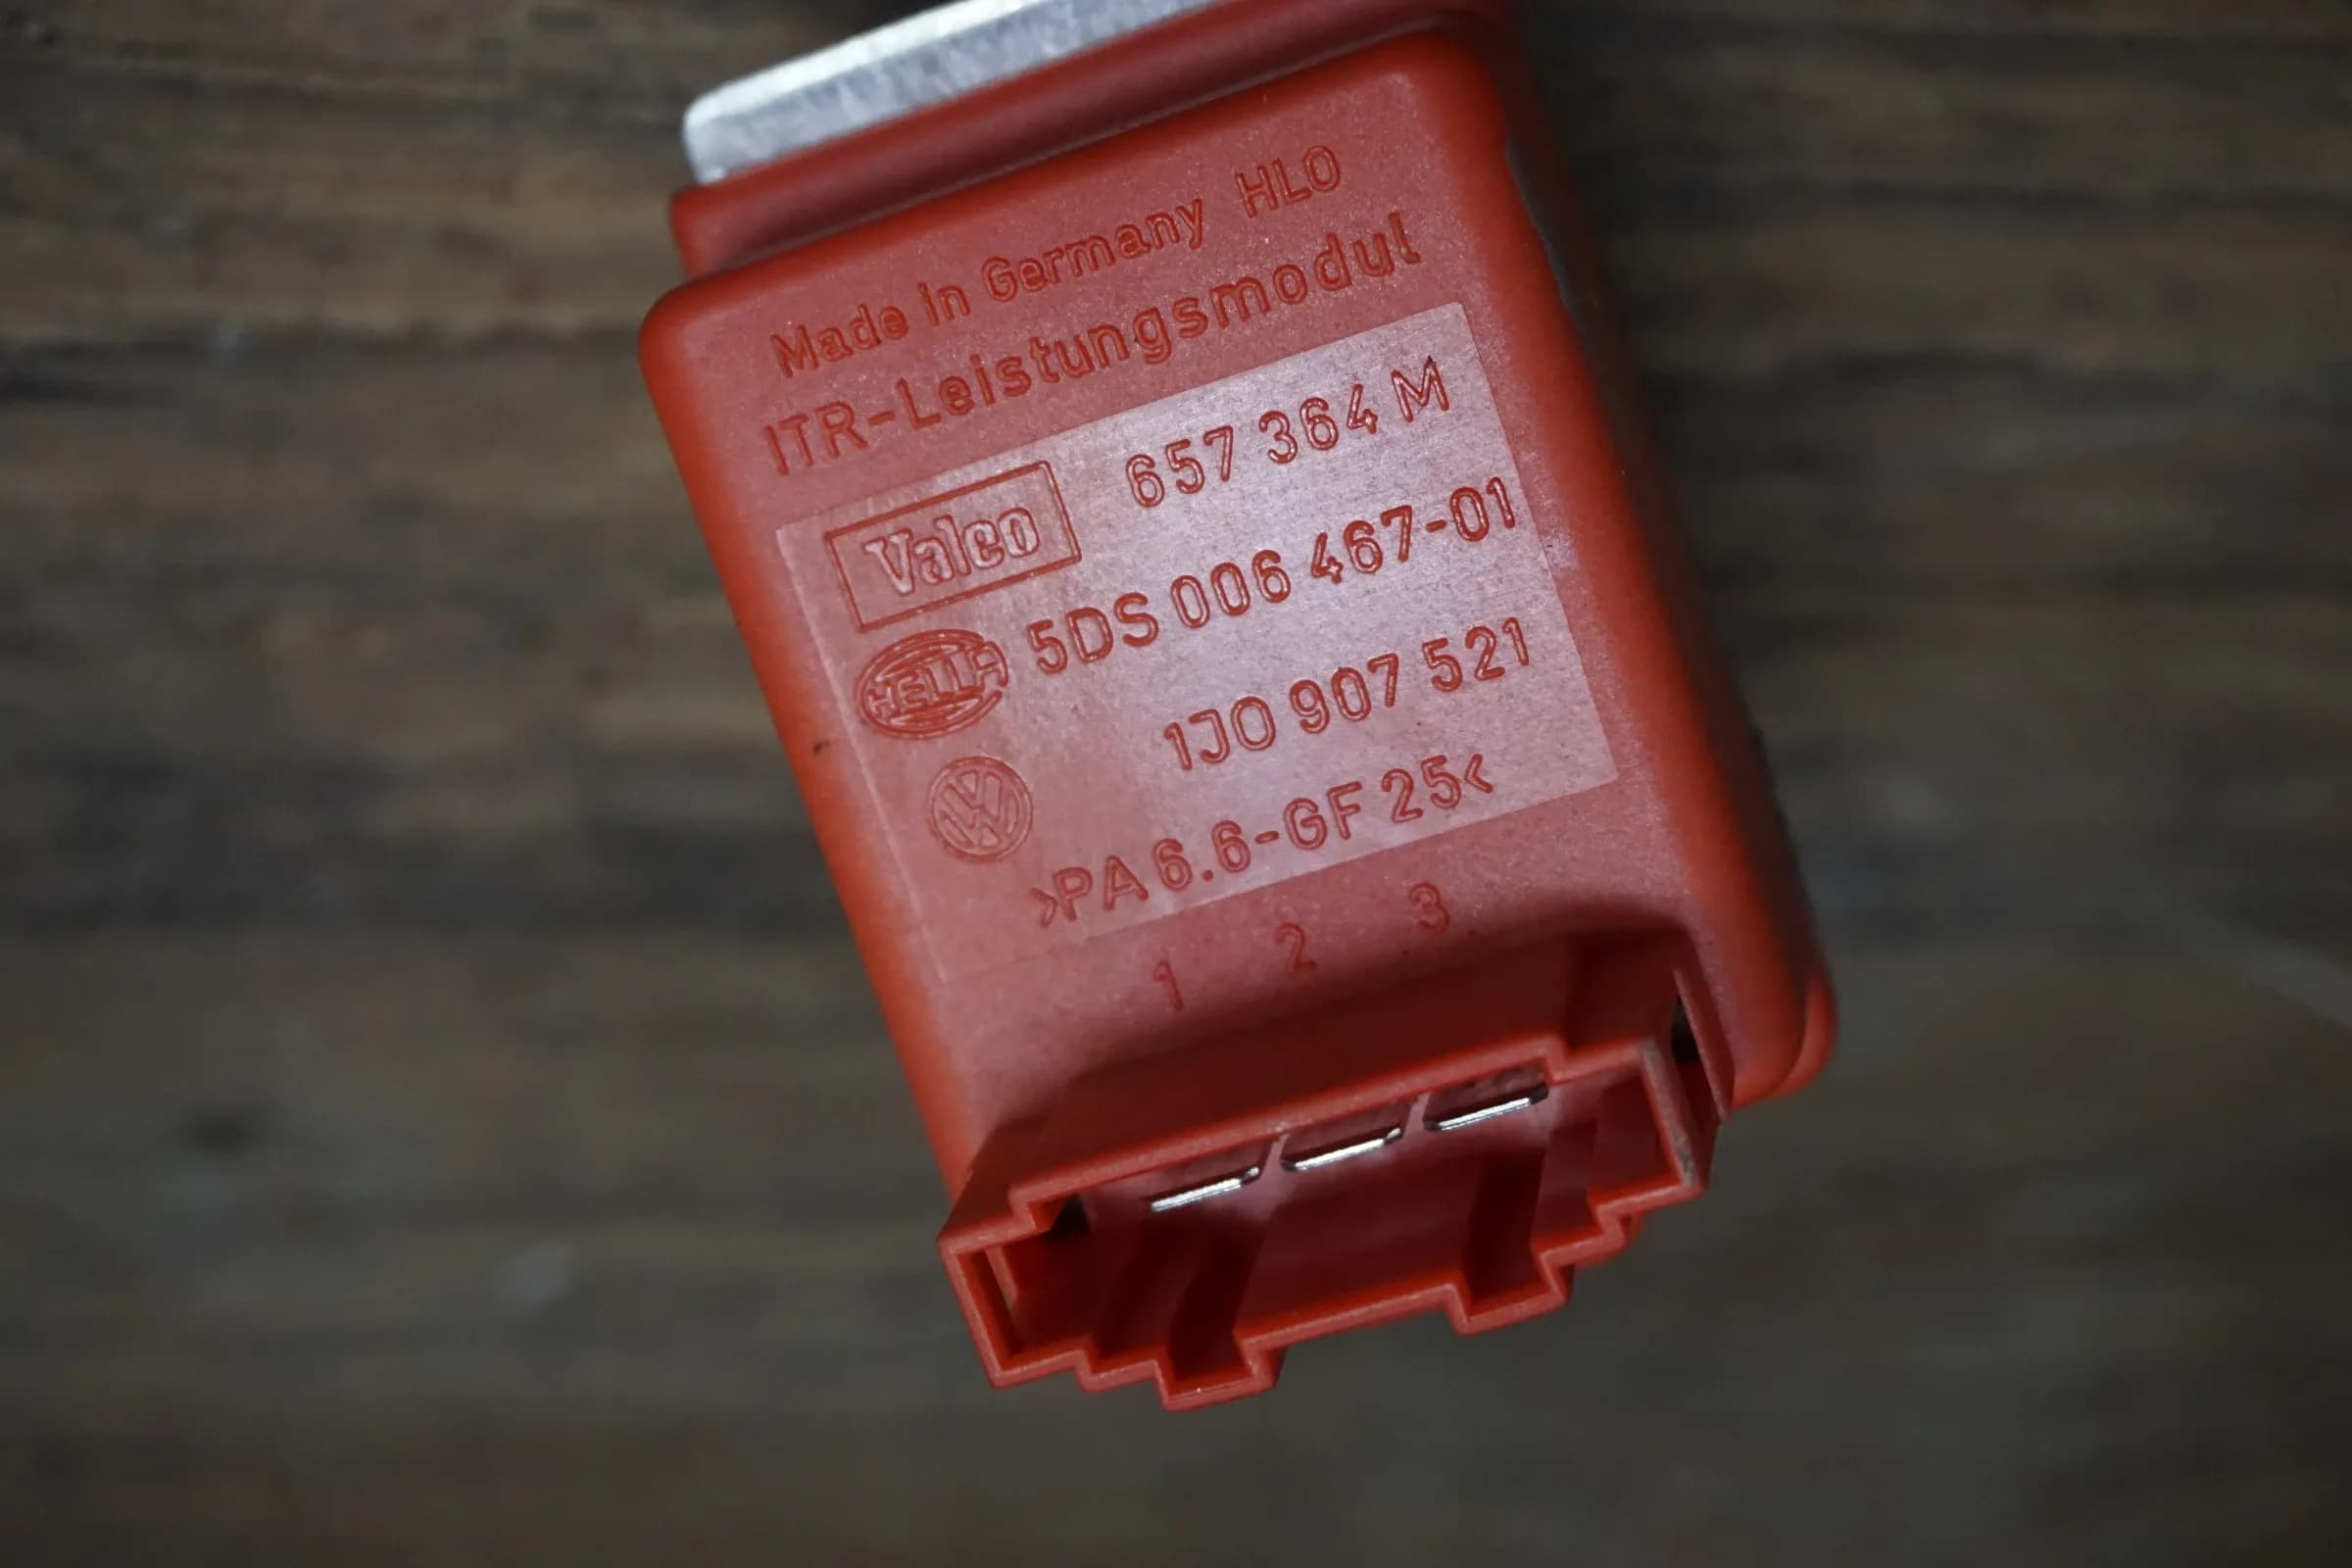 Made in Germany HLO
ITR-Leistungsmodul
Valeo 657 364 M
HELLA 5DS 006 467-01
VW 1J0 907 521
>PA 6.6-GF 25<
1 2 3